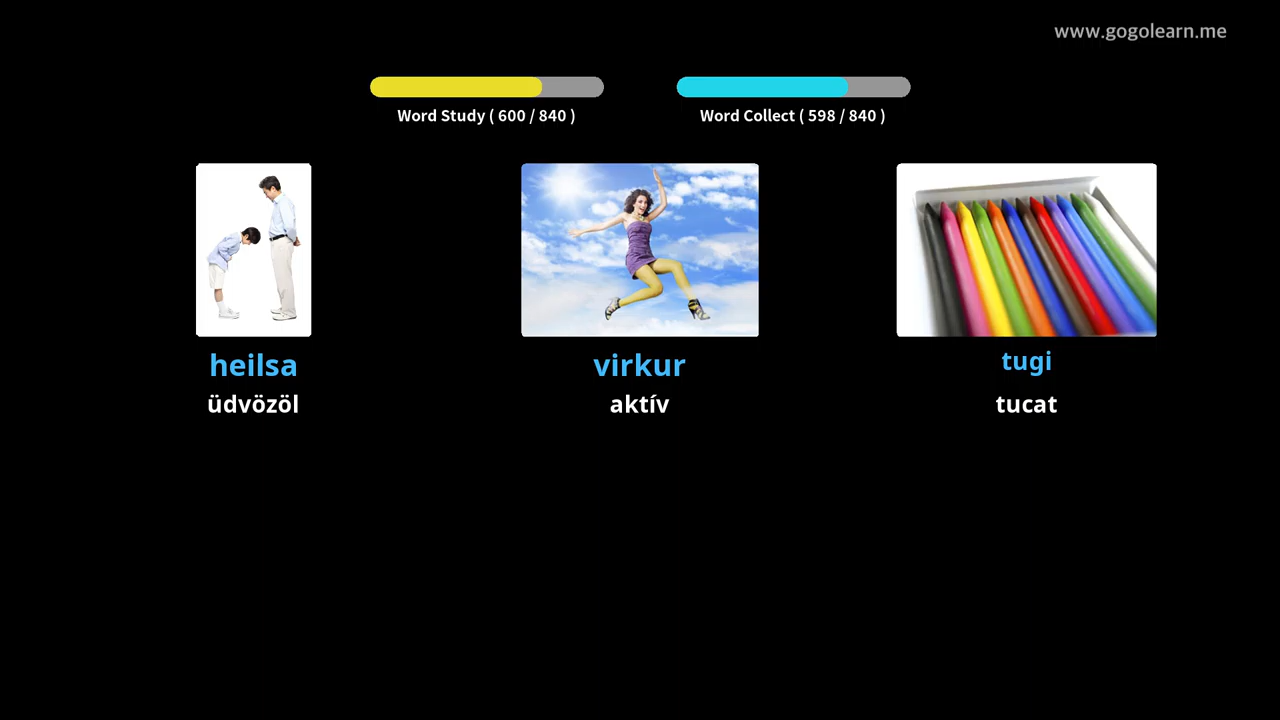 www.gogolearn.me
Word Study ( 600 / 840 )
Word Collect ( 598 / 840 )
heilsa
üdvözöl
virkur
aktív
tugi
tucat